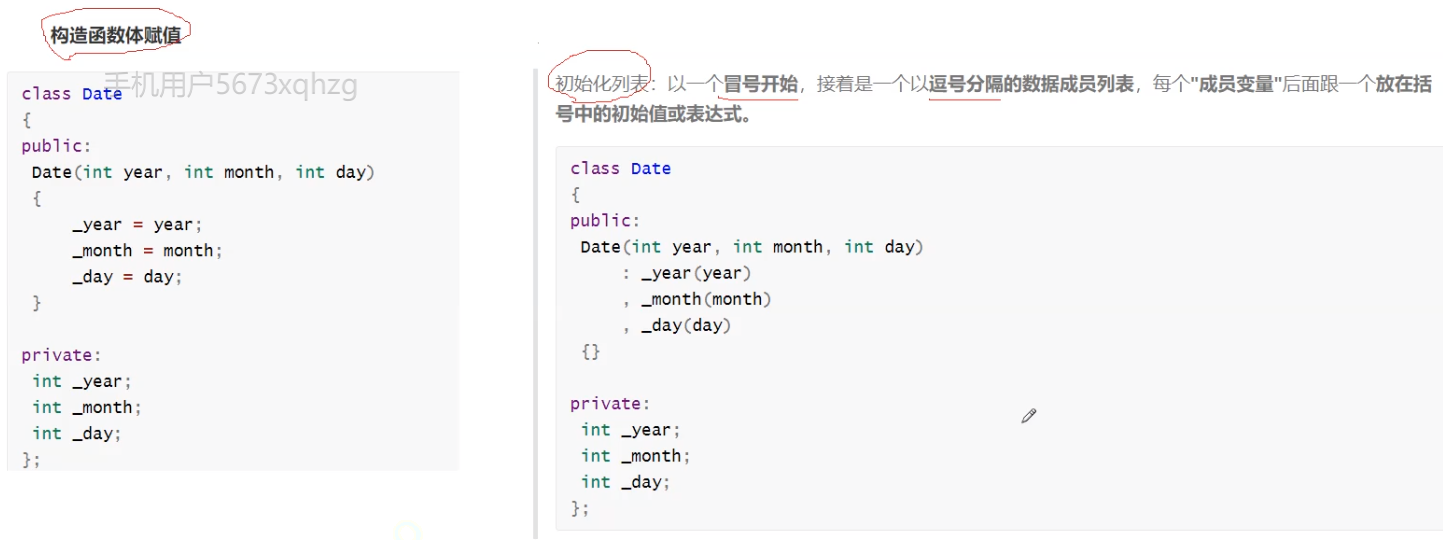 构造函数体赋值
手机用户5673xqhzg
class Date
{
public:
Date(int year, int month, int day)
{
_year = year;
_month = month;
_day = day;
}
private:
int _year;
int _month;
int _day;
};
初始化列表：以一个冒号开始，接着是一个以逗号分隔的数据成员列表，每个"成员变量"后面跟一个放在括
号中的初始值或表达式。
class Date
{
public:
Date(int year, int month, int day)
: _year(year)
, _month(month)
, _day(day)
{}
private:
int _year;
int _month;
int _day;
};